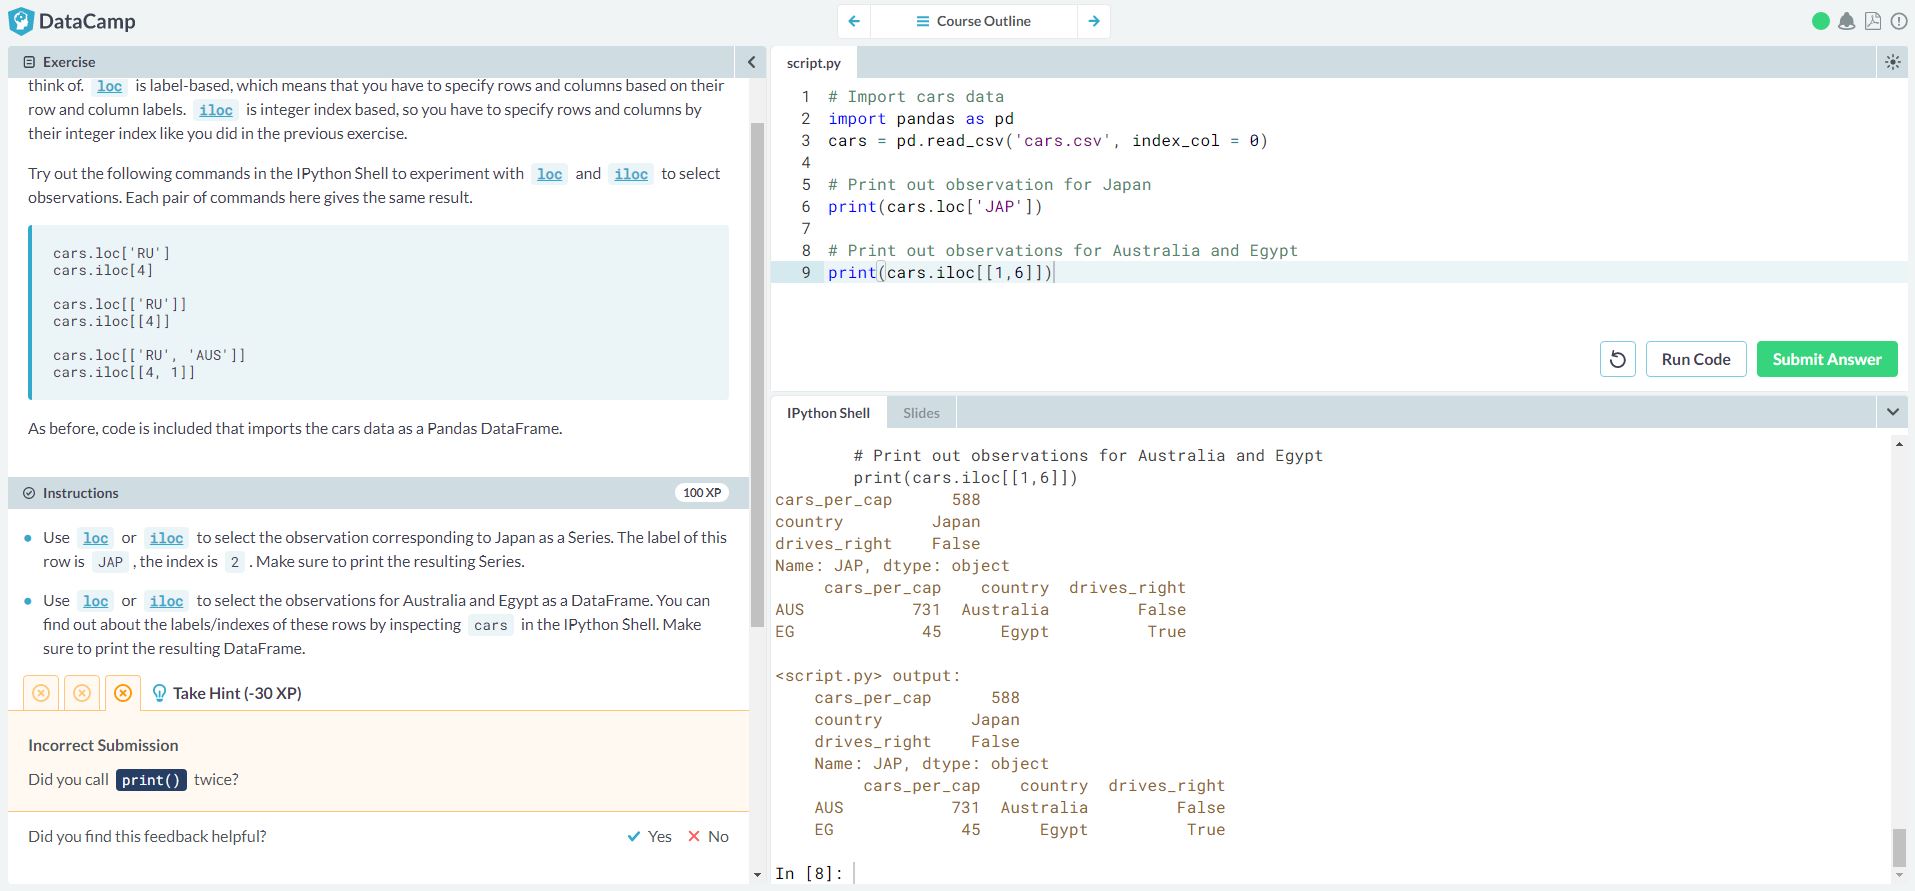 DataCamp
Course Outline
Exercise
think of. loc is label-based, which means that you have to specify rows and columns based on their
row and column labels. iloc is integer index based, so you have to specify rows and columns by
their integer index like you did in the previous exercise.
Try out the following commands in the IPython Shell to experiment with loc and iloc to select
observations. Each pair of commands here gives the same result.
cars.loc['RU']
cars.iloc[4]
cars.loc[['RU']]
cars.iloc[[4]]
cars.loc[['RU', 'AUS']]
cars.iloc[[4, 1]]
As before, code is included that imports the cars data as a Pandas DataFrame.
Instructions
100 XP
Use loc or iloc to select the observation corresponding to Japan as a Series. The label of this
row is JAP , the index is 2 . Make sure to print the resulting Series.
Use loc or iloc to select the observations for Australia and Egypt as a DataFrame. You can
find out about the labels/indexes of these rows by inspecting cars in the IPython Shell. Make
sure to print the resulting DataFrame.
Take Hint (-30 XP)
Incorrect Submission
Did you call print() twice?
Did you find this feedback helpful?
Yes
No
script.py
1 # Import cars data
2 import pandas as pd
3 cars = pd.read_csv('cars.csv', index_col = 0)
4
5 # Print out observation for Japan
6 print(cars.loc['JAP'])
7
8 # Print out observations for Australia and Egypt
9 print(cars.iloc[[1,6]])
Run Code
Submit Answer
IPython Shell
Slides
# Print out observations for Australia and Egypt
print(cars.iloc[[1,6]])
cars_per_cap 588
country Japan
drives_right False
Name: JAP, dtype: object
cars_per_cap country drives_right
AUS 731 Australia False
EG 45 Egypt True
<script.py> output:
cars_per_cap 588
country Japan
drives_right False
Name: JAP, dtype: object
cars_per_cap country drives_right
AUS 731 Australia False
EG 45 Egypt True
In [8]: